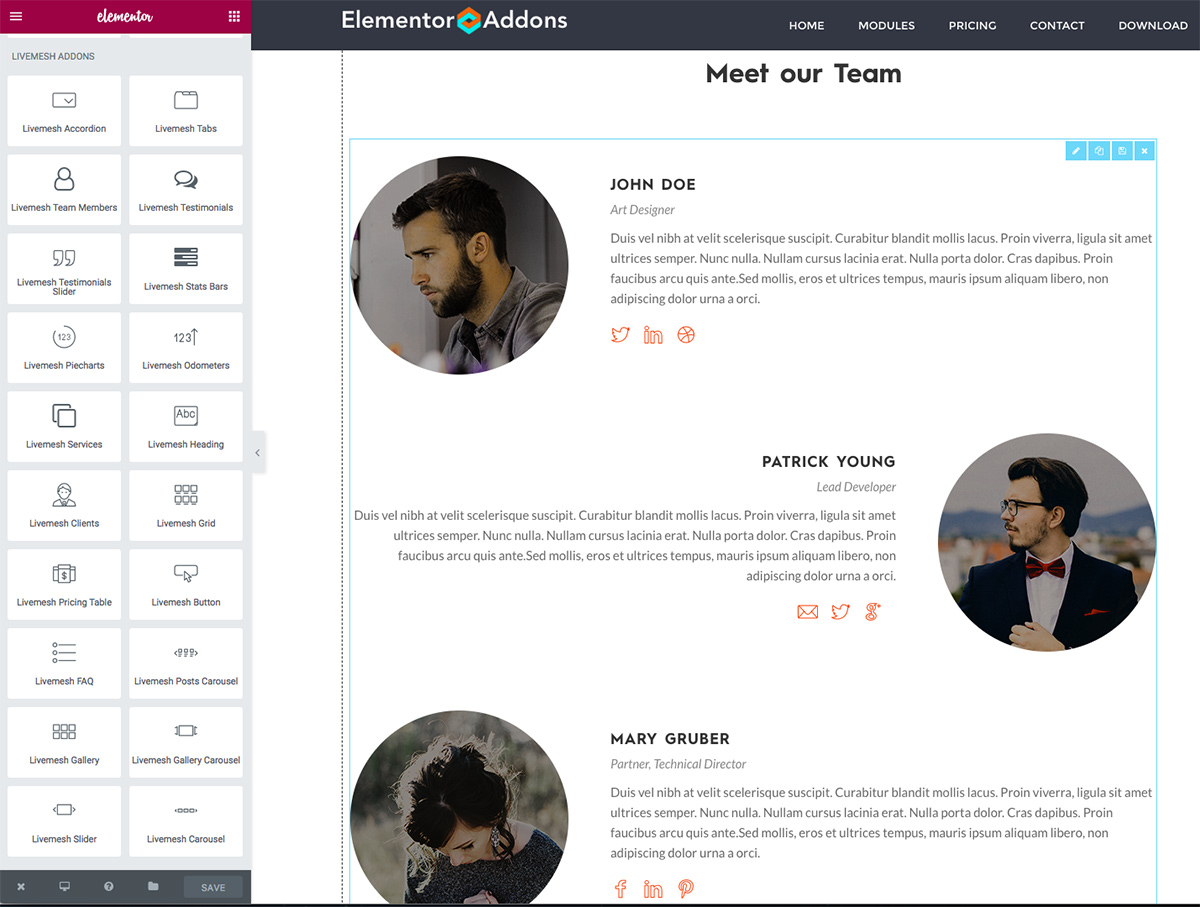 elementor
LIVEMESH ADDONS
Livemesh Accordion
Livemesh Tabs
Livemesh Team Members
Livemesh Testimonials
Livemesh Testimonials
Slider
Livemesh Stats Bars
123
Livemesh Piecharts
123
Livemesh Odometers
Livemesh Services
Abc
Livemesh Heading
Livemesh Clients
Livemesh Grid
$
Livemesh Pricing Table
Livemesh Button
Livemesh FAQ
Livemesh Posts Carousel
Livemesh Gallery
Livemesh Gallery Carousel
Livemesh Slider
Livemesh Carousel
SAVE
Elementor Addons
HOME MODULES PRICING CONTACT DOWNLOAD
Meet our Team
JOHN DOE
Art Designer
Duis vel nibh at velit scelerisque suscipit. Curabitur blandit mollis lacus. Proin viverra, ligula sit amet
ultrices semper. Nunc nulla. Nullam cursus lacinia erat. Nulla porta dolor. Cras dapibus. Proin
faucibus arcu quis ante.Sed mollis, eros et ultrices tempus, mauris ipsum aliquam libero, non
adipiscing dolor urna a orci.
PATRICK YOUNG
Lead Developer
Duis vel nibh at velit scelerisque suscipit. Curabitur blandit mollis lacus. Proin viverra, ligula sit amet
ultrices semper. Nunc nulla. Nullam cursus lacinia erat. Nulla porta dolor. Cras dapibus. Proin
faucibus arcu quis ante.Sed mollis, eros et ultrices tempus, mauris ipsum aliquam libero, non
adipiscing dolor urna a orci.
MARY GRUBER
Partner, Technical Director
Duis vel nibh at velit scelerisque suscipit. Curabitur blandit mollis lacus. Proin viverra, ligula sit amet
ultrices semper. Nunc nulla. Nullam cursus lacinia erat. Nulla porta dolor. Cras dapibus. Proin
faucibus arcu quis ante.Sed mollis, eros et ultrices tempus, mauris ipsum aliquam libero, non
adipiscing dolor urna a orci.